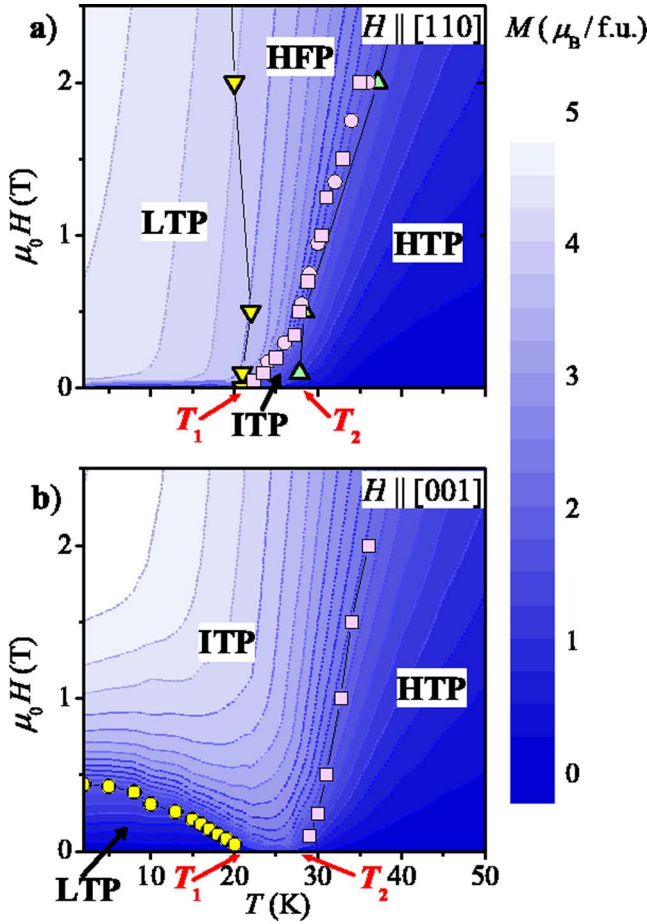 a)
H || [110]
M (μB/f.u.)
HFP
LTP
HTP
μ0H (T)
2
1
0
T1
ITP
T2
5
4
3
2
1
0
b)
H || [001]
ITP
HTP
μ0H (T)
2
1
0
LTP
T1
T2
10
20
30
40
50
T (K)